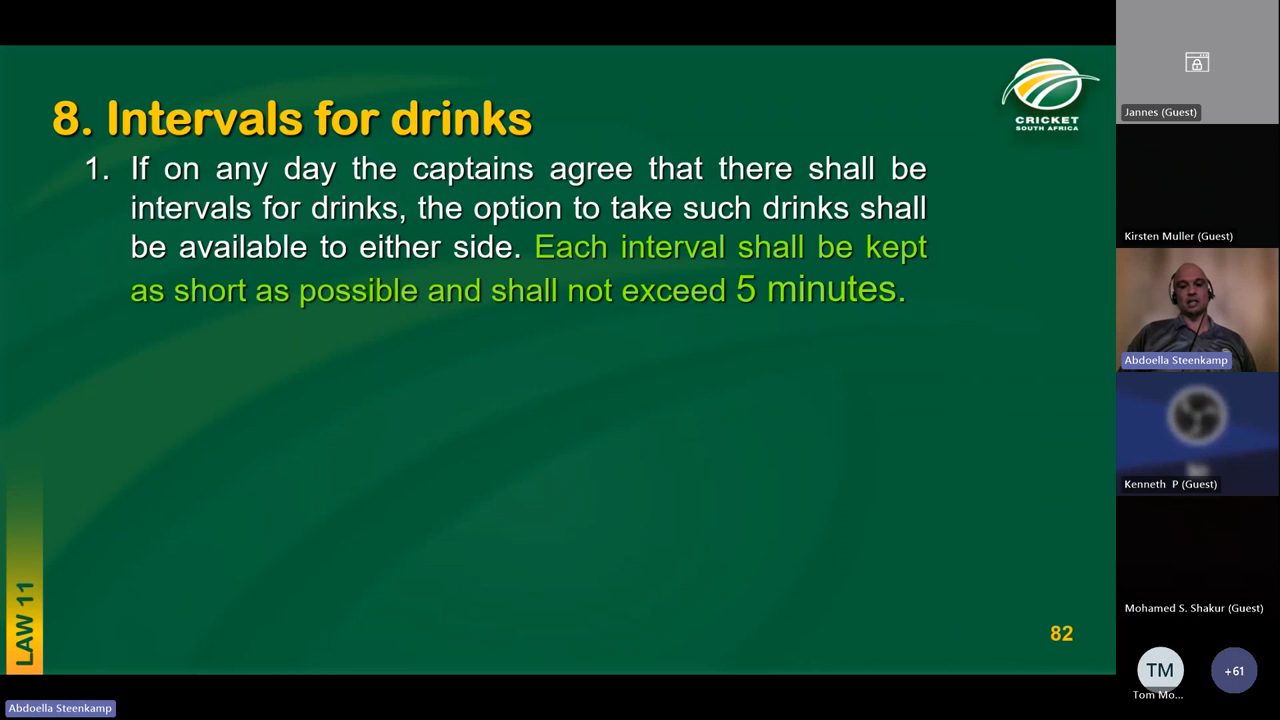 8. Intervals for drinks
1. If on any day the captains agree that there shall be
intervals for drinks, the option to take such drinks shall
be available to either side. Each interval shall be kept
as short as possible and shall not exceed 5 minutes.
CRICKET
SOUTH AFRICA
LAW 11
82
Abdoella Steenkamp
Jannes (Guest)
Kirsten Muller (Guest)
Abdoella Steenkamp
Kenneth P (Guest)
Mohamed S. Shakur (Guest)
TM
Tom Mo...
+61